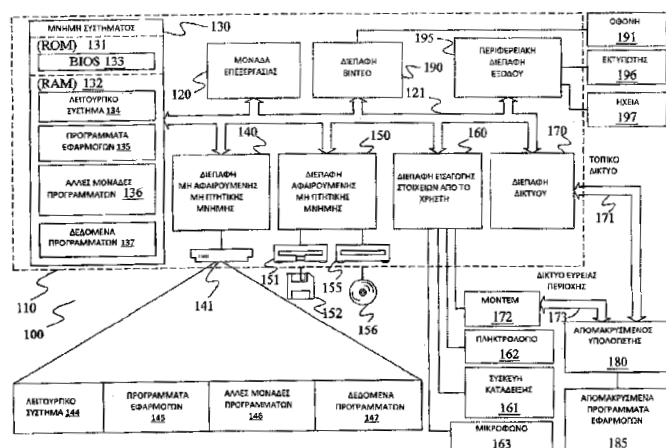 ΜΝΗΜΗ ΣΥΣΤΗΜΑΤΟΣ
130
(ROM) 131
BIOS 133
(RAM) 132
ΛΕΙΤΟΥΡΓΙΚΟ
ΣΥΣΤΗΜΑ 134
ΠΡΟΓΡΑΜΜΑΤΑ
ΕΦΑΡΜΟΓΩΝ 135
ΑΛΛΕΣ ΜΟΝΑΔΕΣ
ΠΡΟΓΡΑΜΜΑΤΩΝ 136
ΔΕΔΟΜΕΝΑ
ΠΡΟΓΡΑΜΜΑΤΩΝ 137
ΜΟΝΑΔΑ
ΕΠΕΞΕΡΓΑΣΙΑΣ
120
ΔΙΕΠΑΦΗ
ΒΙΝΤΕΟ
190
195
ΠΕΡΙΦΕΡΕΙΑΚΗ
ΔΙΕΠΑΦΗ
ΕΞΟΔΟΥ
ΟΘΟΝΗ
191
ΕΚΤΥΠΩΤΗΣ
196
ΗΧΕΙΑ
197
121
140
ΔΙΕΠΑΦΗ
ΜΗ ΑΦΑΙΡΟΥΜΕΝΗΣ
ΜΗ ΠΤΗΤΙΚΗΣ
ΜΝΗΜΗΣ
150
ΔΙΕΠΑΦΗ
ΑΦΑΙΡΟΥΜΕΝΗΣ
ΜΗ ΠΤΗΤΙΚΗΣ
ΜΝΗΜΗΣ
160
ΔΙΕΠΑΦΗ ΕΙΣΑΓΩΓΗΣ
ΣΤΟΙΧΕΙΩΝ ΑΠΟ ΤΟ
ΧΡΗΣΤΗ
170
ΔΙΕΠΑΦΗ
ΔΙΚΤΥΟΥ
ΤΟΠΙΚΟ
ΔΙΚΤΥΟ
171
110
100
141
151
152
155
156
ΔΙΚΤΥΟ ΕΥΡΕΙΑΣ
ΠΕΡΙΟΧΗΣ
ΜΟΝΤΕΜ
172
173
ΠΛΗΚΤΡΟΛΟΓΙΟ
162
ΣΥΣΚΕΥΗ
ΚΑΤΑΔΕΙΞΗΣ
161
ΜΙΚΡΟΦΩΝΟ
163
ΑΠΟΜΑΚΡΥΣΜΕΝΟΣ
ΥΠΟΛΟΓΙΣΤΗΣ
180
ΑΠΟΜΑΚΡΥΣΜΕΝΑ
ΠΡΟΓΡΑΜΜΑΤΑ
ΕΦΑΡΜΟΓΩΝ
185
ΛΕΙΤΟΥΡΓΙΚΟ
ΣΥΣΤΗΜΑ 144
ΠΡΟΓΡΑΜΜΑΤΑ
ΕΦΑΡΜΟΓΩΝ
145
ΑΛΛΕΣ ΜΟΝΑΔΕΣ
ΠΡΟΓΡΑΜΜΑΤΩΝ
146
ΔΕΔΟΜΕΝΑ
ΠΡΟΓΡΑΜΜΑΤΩΝ
147